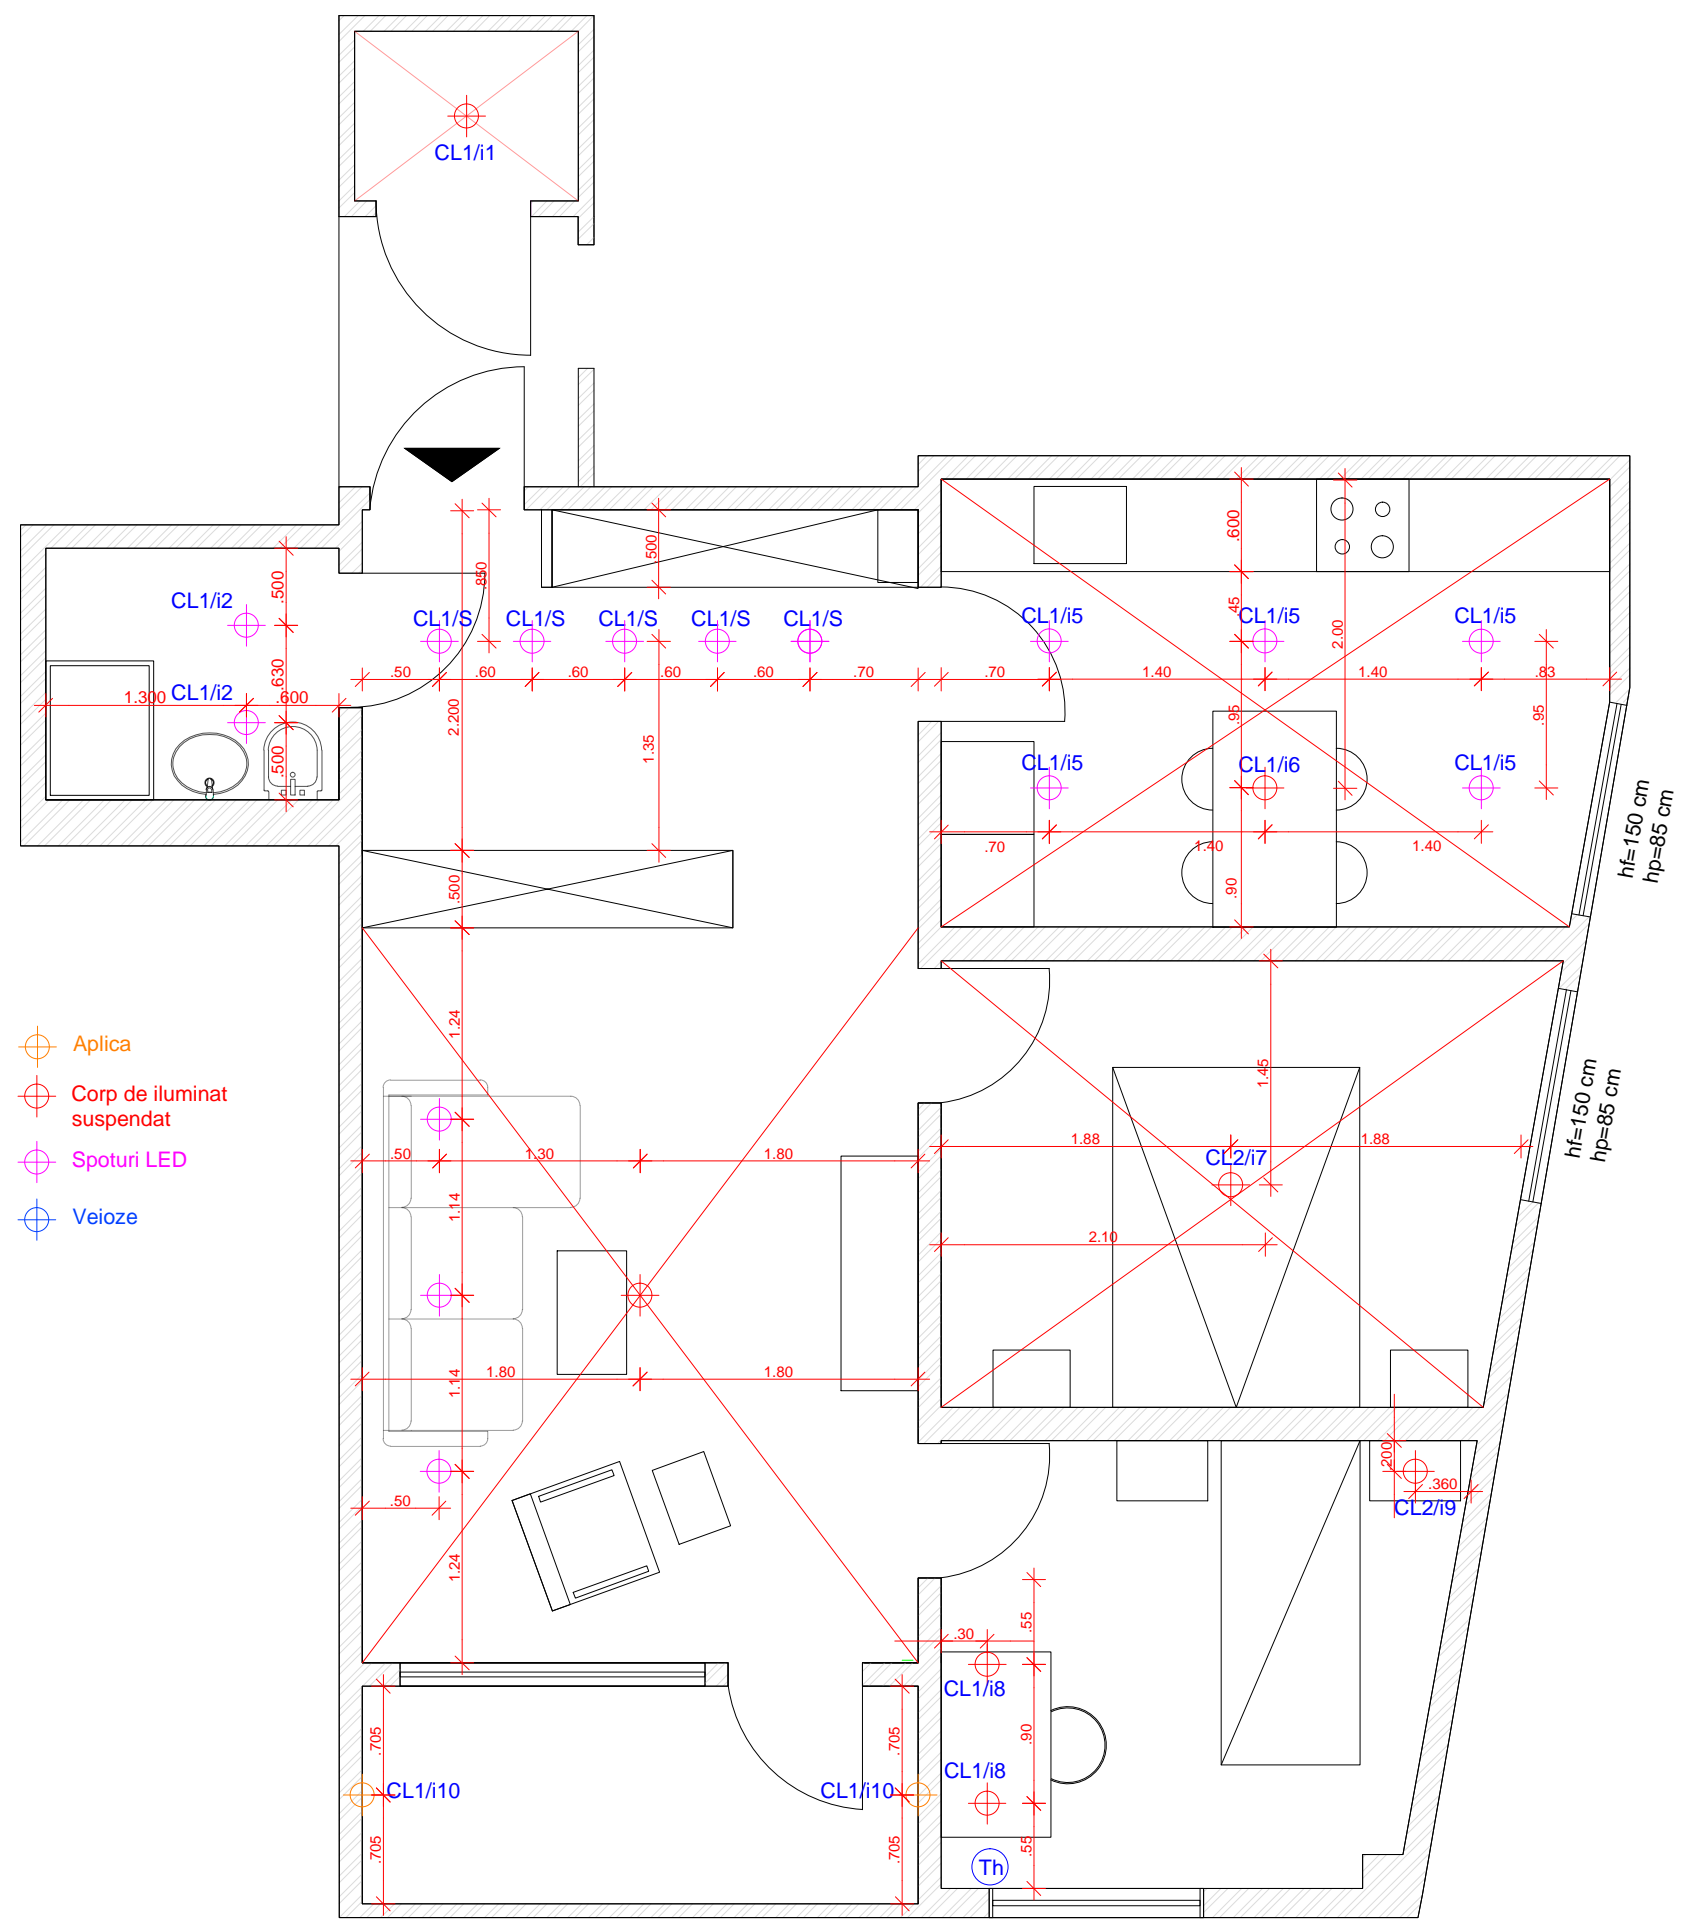 CL1/i1
.600
.500
.850
.500
.45
2.00
CL1/i2
CL1/S
CL1/S
CL1/S
CL1/S
CL1/S
CL1/i5
CL1/i5
CL1/i5
.630
.50
.60
.60
.60
.60
.70
.70
1.40
1.40
.83
CL1/i2
1.300
.600
2.200
1.35
.95
.95
.500
CL1/i5
CL1/i6
CL1/i5
hf=150 cm
hp=85 cm
.70
1.40
1.40
.500
.90
1.24
Aplica
Corp de iluminat
suspendat
Spoturi LED
Veioze
1.45
hf=150 cm
hp=85 cm
.50
1.30
1.80
1.88
1.88
CL2/i7
1.14
2.10
1.80
1.80
1.14
.200
.360
CL2/i9
.50
1.24
.55
.30
CL1/i8
.705
.705
.90
CL1/i8
CL1/i10
CL1/i10
.705
.705
.55
Th